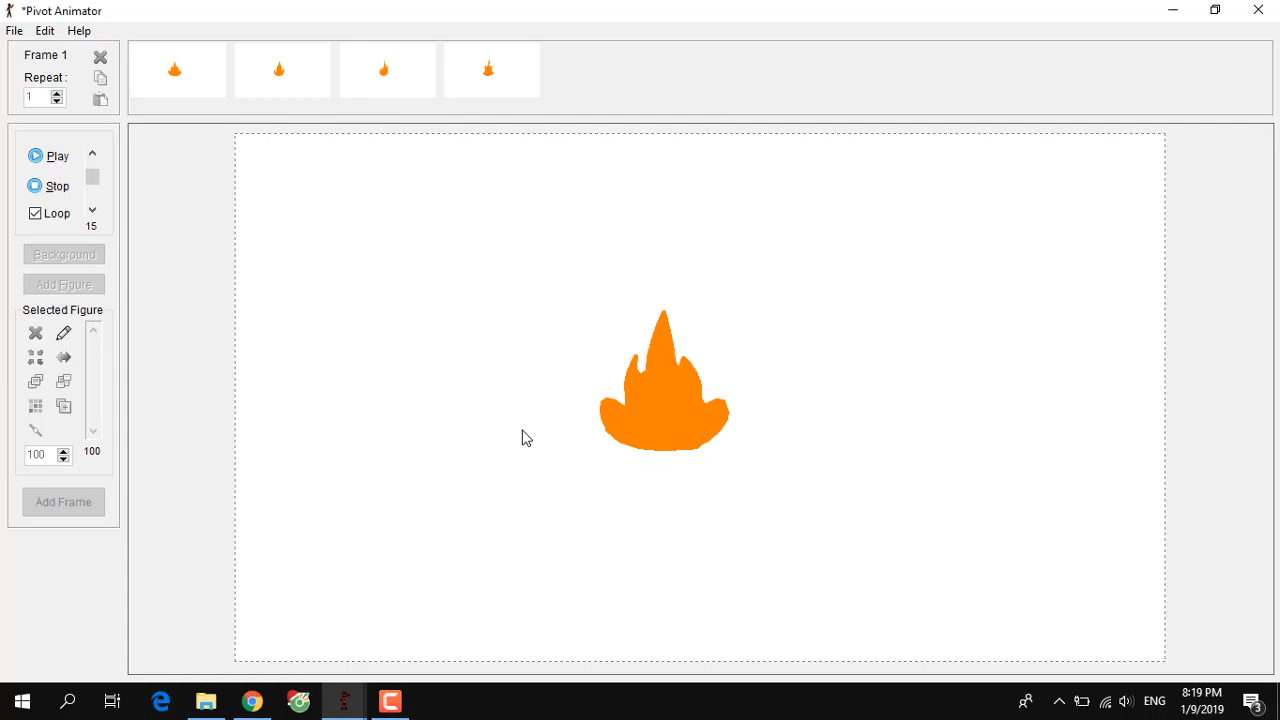 *Pivot Animator
File Edit Help
Frame 1
Repeat :
1
Play
Stop
Loop
15
Background
Add Figure
Selected Figure
100
100
Add Frame
ENG
8:19 PM
1/9/2019
3